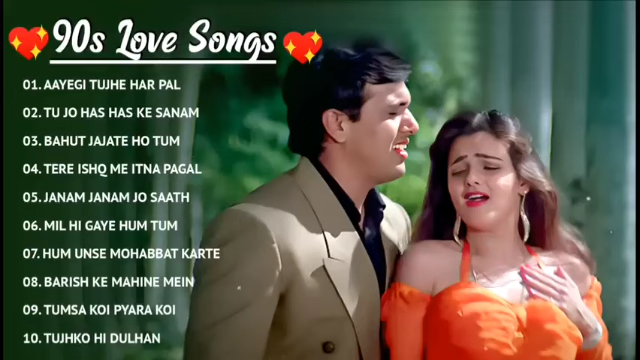 90s Love Songs
01. AAYEGI TUJHE HAR PAL
02. TU JO HAS HAS KE SANAM
03. BAHUT JAJATE HO TUM
04. TERE ISHQ ME ITNA PAGAL
05. JANAM JANAM JO SAATH
06. MIL HI GAYE HUM TUM
07. HUM UNSE MOHABBAT KARTE
08. BARISH KE MAHINE MEIN
09. TUMSA KOI PYARA KOI
10. TUJHKO HI DULHAN